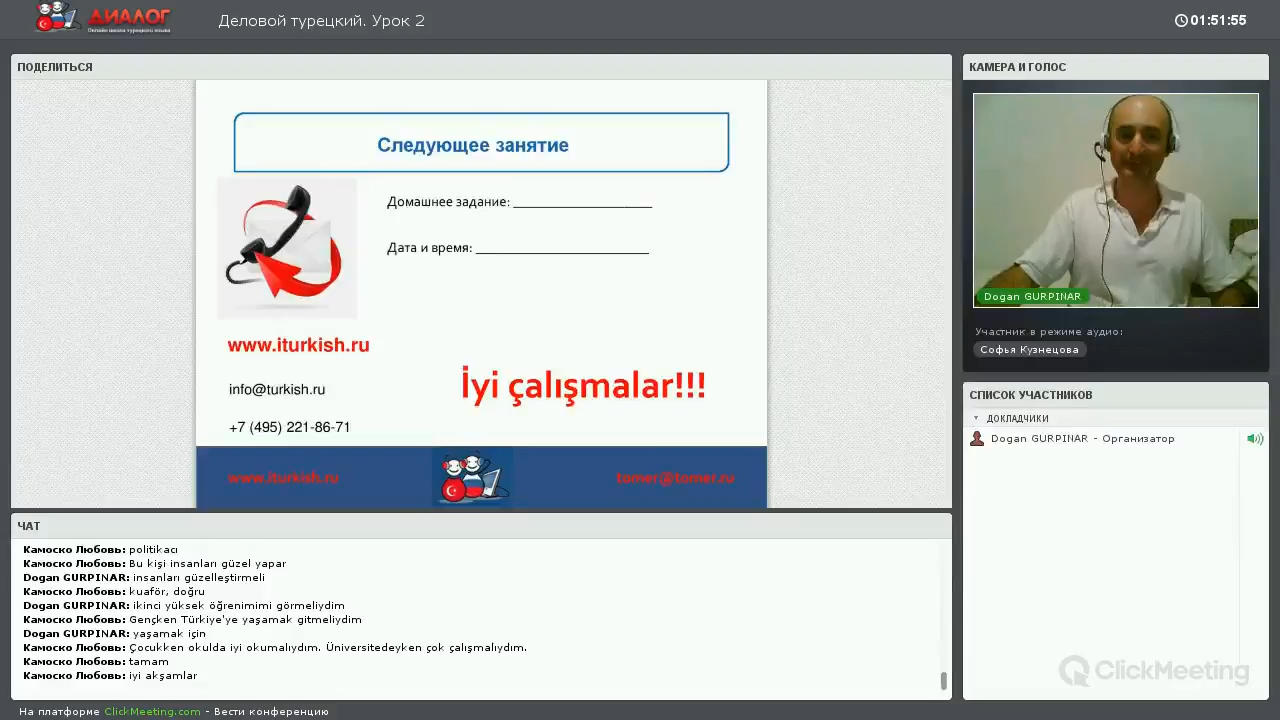 ДИАЛОГ
Онлайн школа турецкого языка
Деловой турецкий. Урок 2
01:51:55
ПОДЕЛИТЬСЯ
Следующее занятие
Домашнее задание: ____________________
Дата и время: _________________________
www.iturkish.ru
info@turkish.ru
İyi çalışmalar!!!
+7 (495) 221-86-71
www.iturkish.ru
tomer@tomer.ru
КАМЕРА И ГОЛОС
Dogan GURPINAR
Участник в режиме аудио:
Софья Кузнецова
СПИСОК УЧАСТНИКОВ
ДОКЛАДЧИКИ
Dogan GURPINAR - Организатор
ЧАТ
Камоско Любовь: politikacı
Камоско Любовь: Bu kişi insanları güzel yapar
Dogan GURPINAR: insanları güzelleştirmeli
Камоско Любовь: kuaför, doğru
Dogan GURPINAR: ikinci yüksek öğrenimimi görmeliydim
Камоско Любовь: Gençken Türkiye'ye yaşamak gitmeliydim
Dogan GURPINAR: yaşamak için
Камоско Любовь: Çocukken okulda iyi okumalıydım. Üniversitedeyken çok çalışmalıydım.
Камоско Любовь: tamam
Камоско Любовь: iyi akşamlar
ClickMeeting
На платформе ClickMeeting.com - Вести конференцию